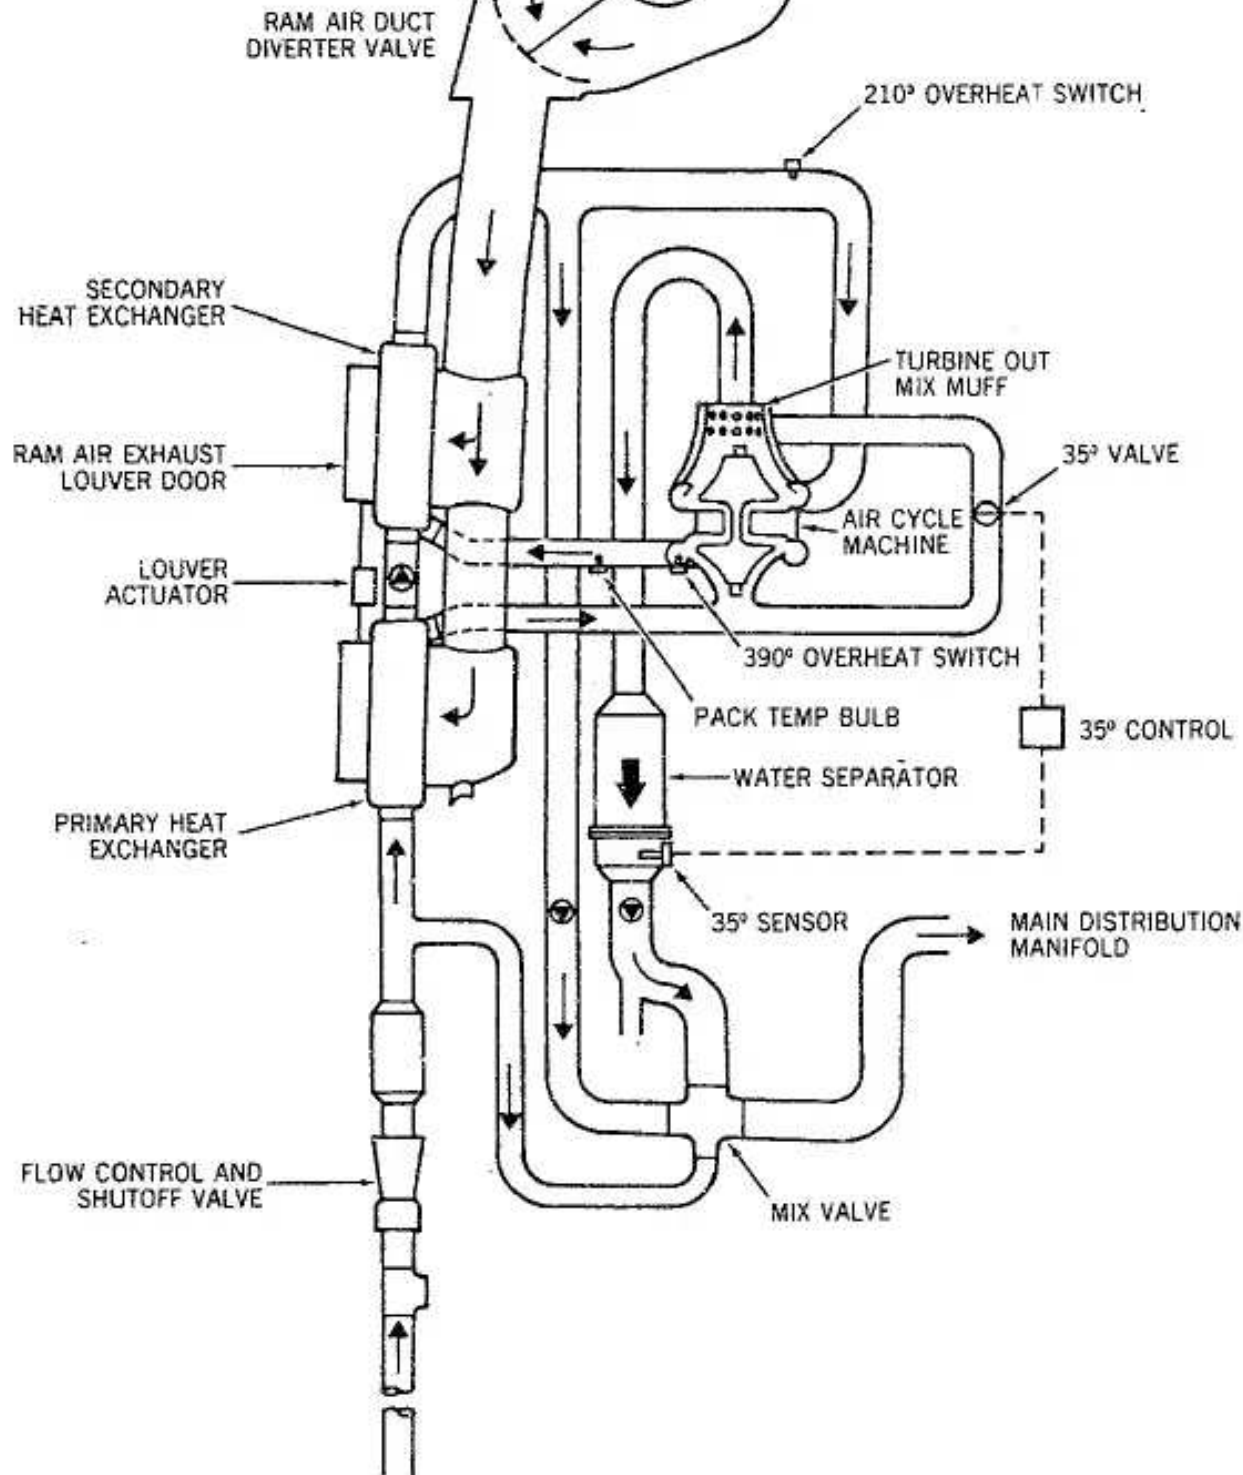 RAM AIR DUCT
DIVERTER VALVE
210° OVERHEAT SWITCH
SECONDARY
HEAT EXCHANGER
TURBINE OUT
MIX MUFF
RAM AIR EXHAUST
LOUVER DOOR
35° VALVE
AIR CYCLE
MACHINE
LOUVER
ACTUATOR
390° OVERHEAT SWITCH
PACK TEMP BULB
35° CONTROL
WATER SEPARATOR
PRIMARY HEAT
EXCHANGER
35° SENSOR
MAIN DISTRIBUTION
MANIFOLD
FLOW CONTROL AND
SHUTOFF VALVE
MIX VALVE